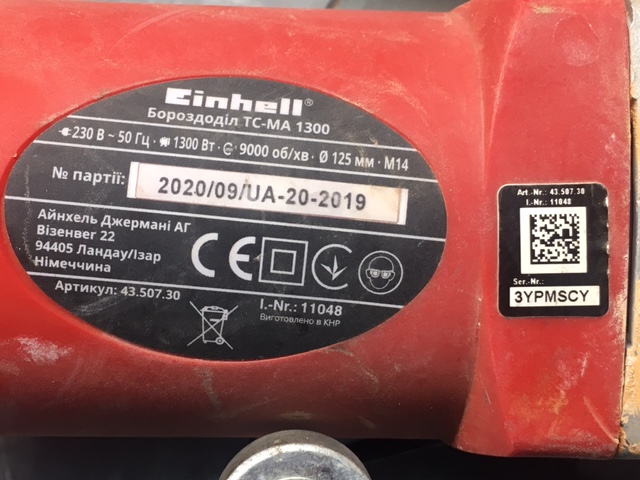 Einhell®
Бороздоділ TC-MA 1300
230 В ~ 50 Гц · 1300 Вт · 9000 об/хв · Ø 125 мм · М14
№ партії: 2020/09/UA-20-2019
Айнхель Джермані АГ
Візенвег 22
94405 Ландау/Ізар
Німеччина
Артикул: 43.507.30
I.-Nr.: 11048
Виготовлено в КНР
CE
Art.-Nr.: 43.507.30
I.-Nr.: 11048
Ser.-Nr.:
3YPMSCY